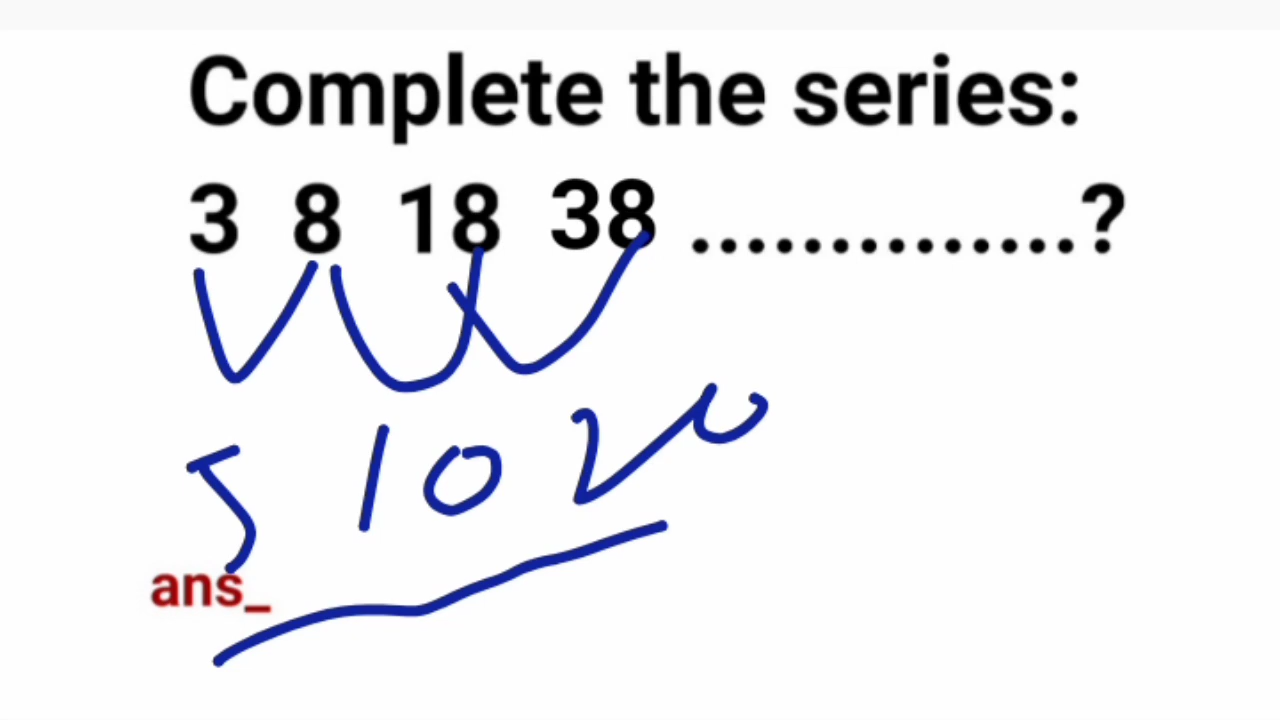 Complete the series:
3 8 18 38 ..............?
5 10 20
ans_